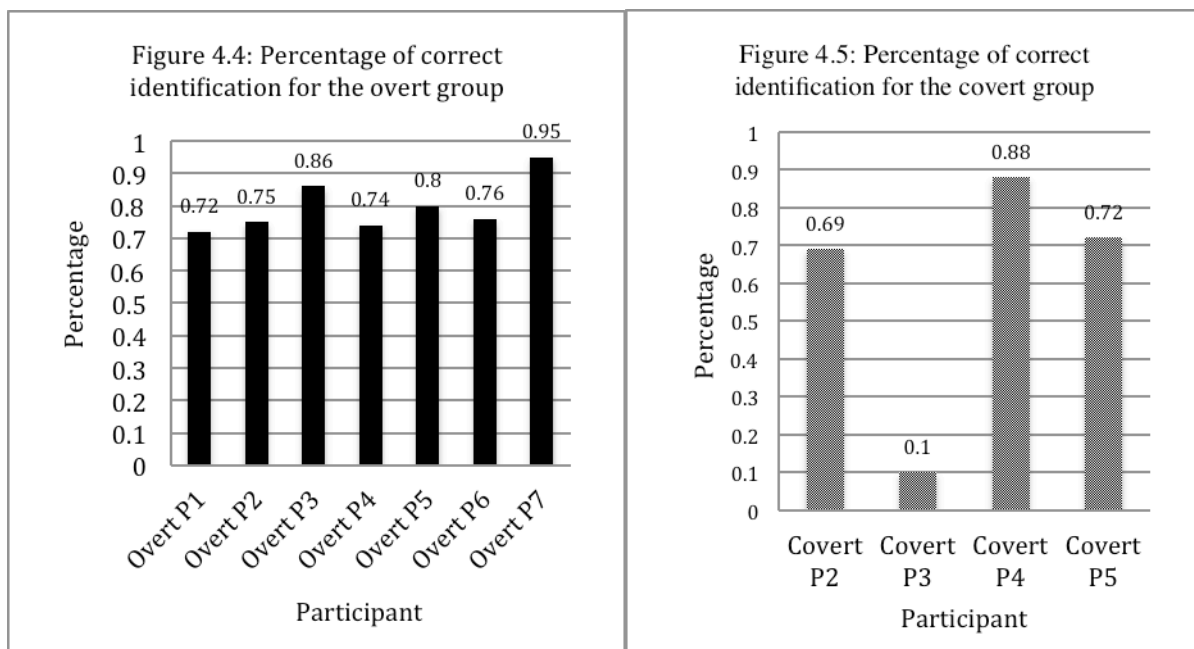 Figure 4.4: Percentage of correct
identification for the overt group
0.95
1
0.86
0.9
0.8
0.76
0.75
0.74
0.72
0.8
0.7
0.6
0.5
0.4
0.3
0.2
0.1
0
Percentage
Overt P1
Overt P2
Overt P3
Overt P4
Overt P5
Overt P6
Overt P7
Participant
Figure 4.5: Percentage of correct
identification for the covert group
1
0.9
0.8
0.7
0.6
0.5
0.4
0.3
0.2
0.1
0
0.69
0.1
0.88
0.72
Percentage
Covert
P2
Covert
P3
Covert
P4
Covert
P5
Participant